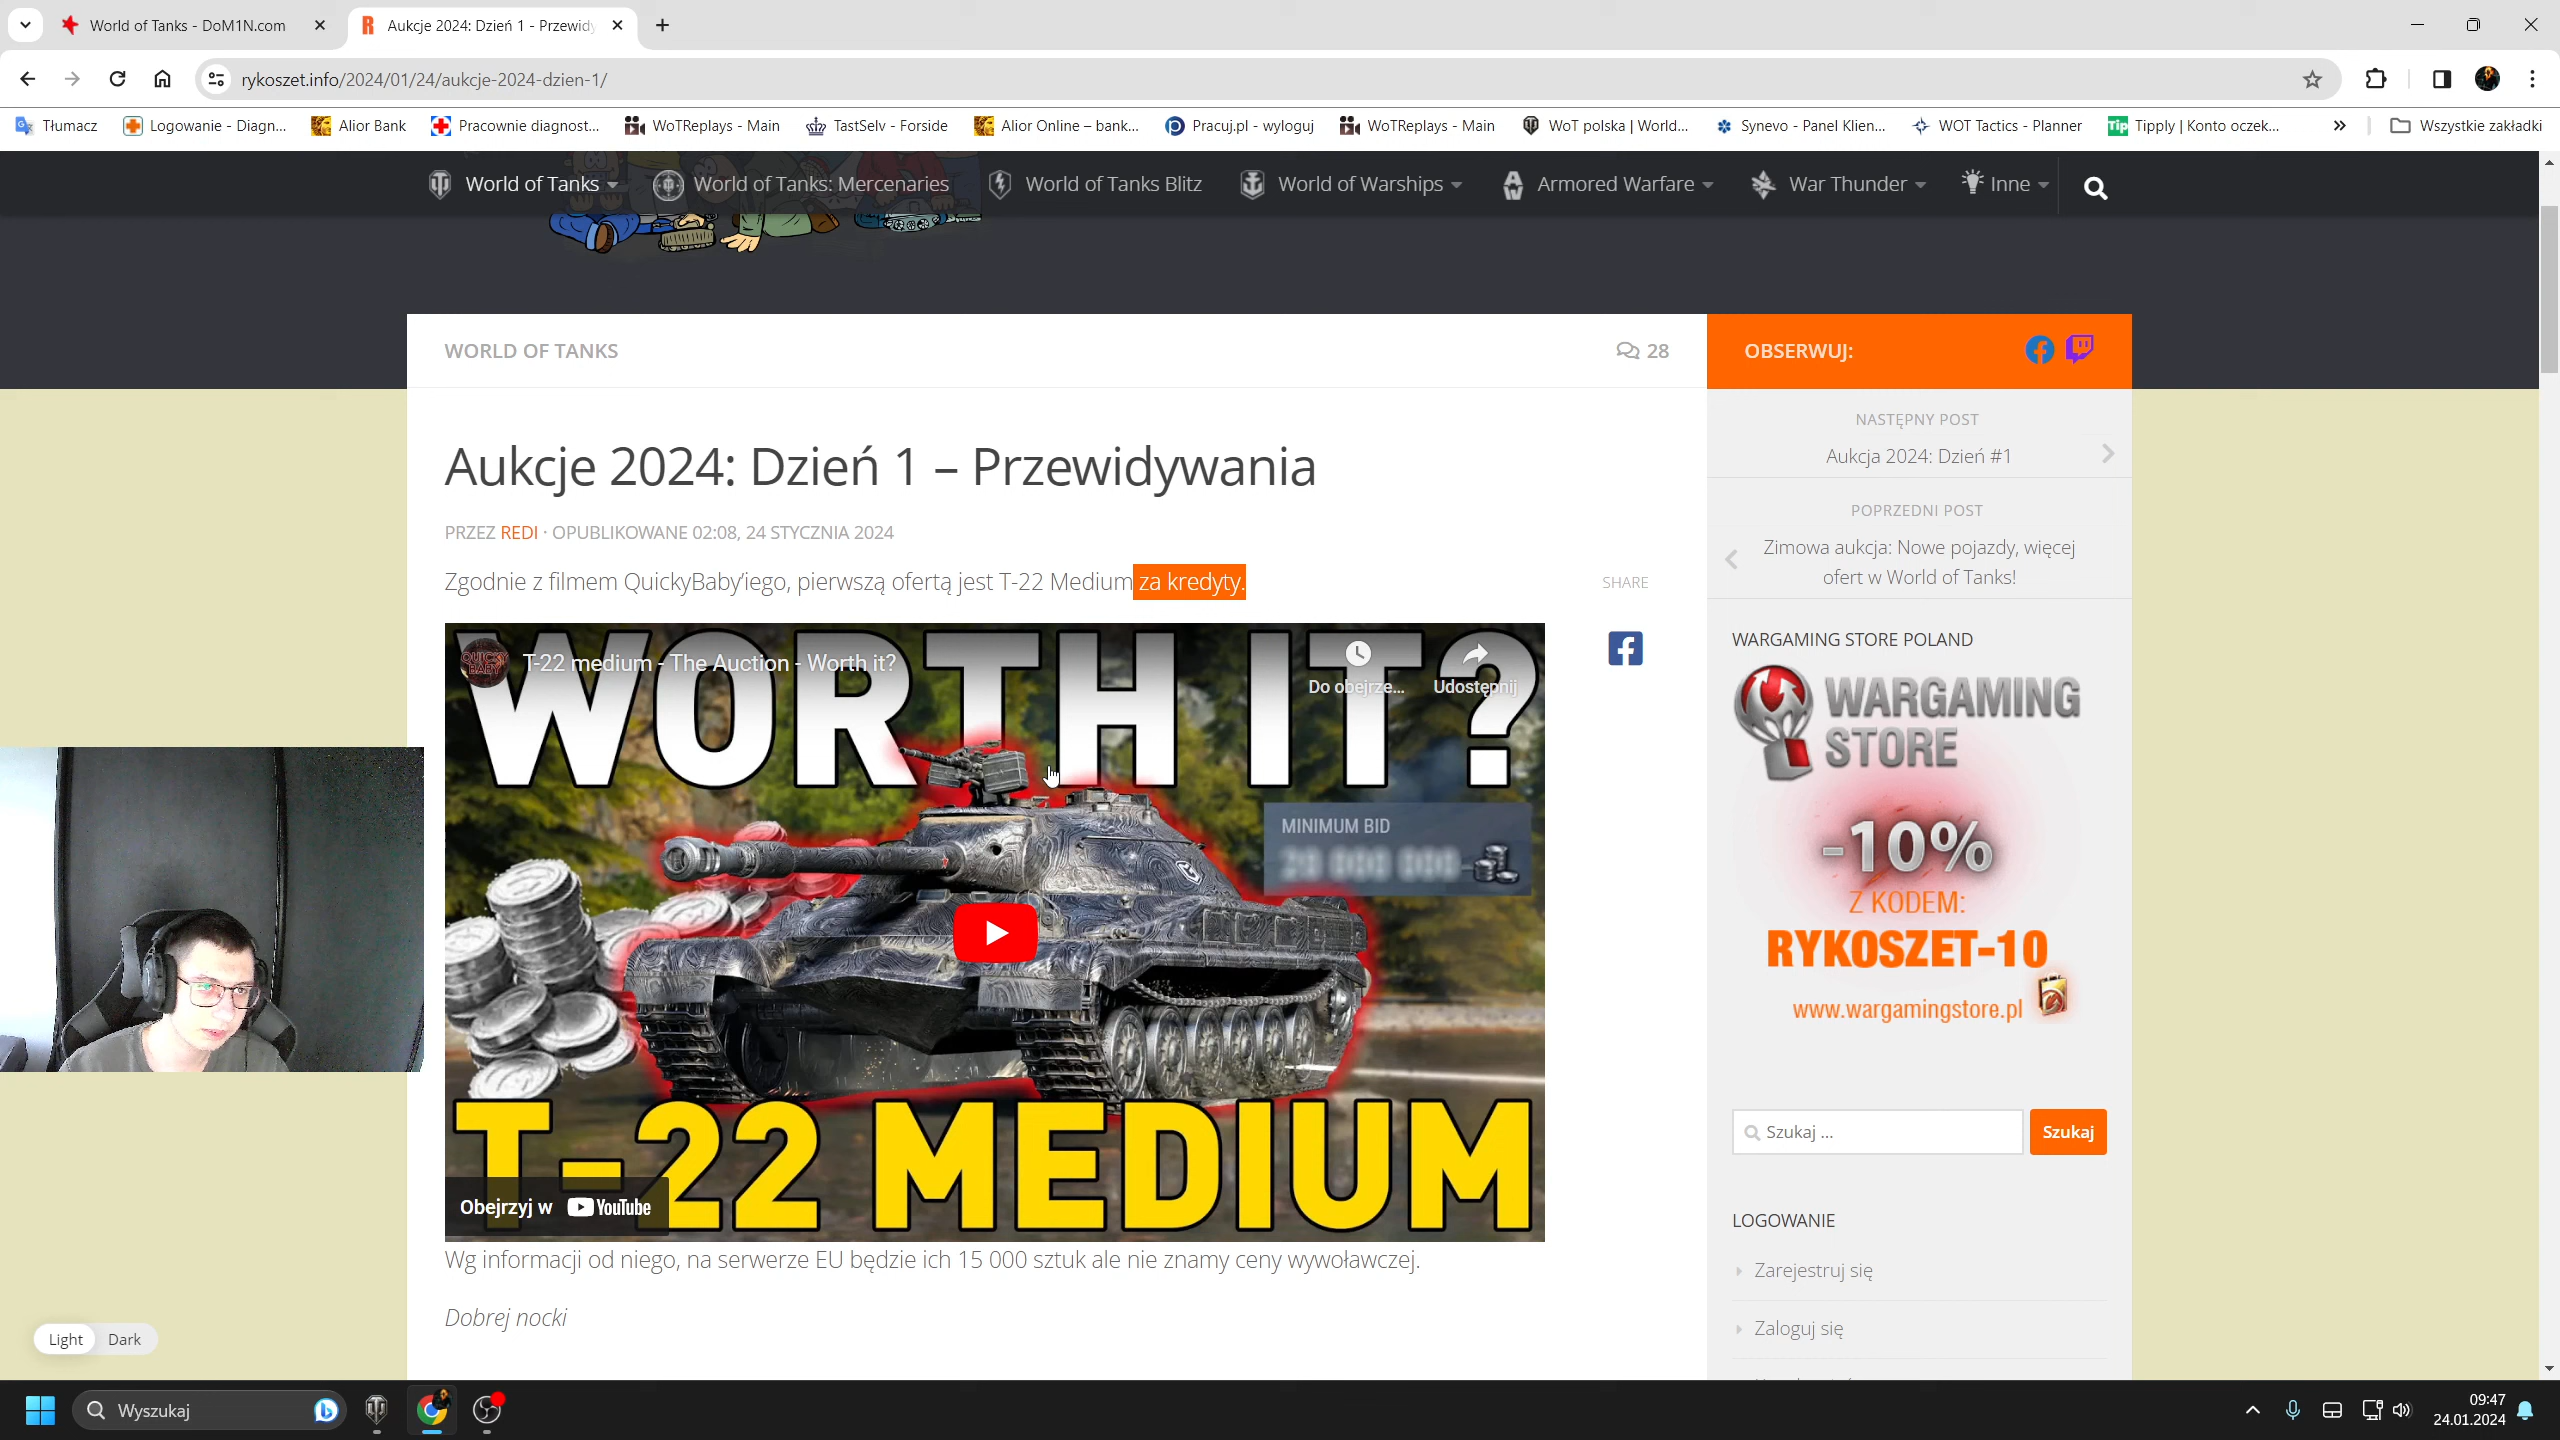 World of Tanks - DoM1N.com
Aukcje 2024: Dzień 1 - Przewidy
rykoszet.info/2024/01/24/aukcje-2024-dzien-1/
Tłumacz
Logowanie - Diagn...
Alior Bank
Pracownie diagnost...
WoTReplays - Main
TastSelv - Forside
Alior Online – bank...
Pracuj.pl - wyloguj
WoTReplays - Main
WoT polska | World...
Synevo - Panel Klien...
WOT Tactics - Planner
Tip Tipply | Konto oczek...
»
Wszystkie zakładki
World of Tanks
World of Tanks: Mercenaries
World of Tanks Blitz
World of Warships
Armored Warfare
War Thunder
Inne
WORLD OF TANKS
28
OBSERWUJ:
NASTĘPNY POST
Aukcja 2024: Dzień #1
POPRZEDNI POST
Zimowa aukcja: Nowe pojazdy, więcej
ofert w World of Tanks!
Aukcje 2024: Dzień 1 – Przewidywania
PRZEZ REDI · OPUBLIKOWANE 02:08, 24 STYCZNIA 2024
Zgodnie z filmem QuickyBaby'iego, pierwszą ofertą jest T-22 Medium za kredyty.
SHARE
WORTH IT?
QUICKY BABY
T-22 medium - The Auction - Worth it?
Do obejrze...
Udostępnij
MINIMUM BID
20 000 000
T-22 MEDIUM
Obejrzyj w YouTube
Wg informacji od niego, na serwerze EU będzie ich 15 000 sztuk ale nie znamy ceny wywoławczej.
Dobrej nocki
WARGAMING STORE POLAND
WARGAMING
STORE
-10%
Z KODEM:
RYKOSZET-10
www.wargamingstore.pl
Szukaj ...
Szukaj
LOGOWANIE
Zarejestruj się
Zaloguj się
Light
Dark
Wyszukaj
09:47
24.01.2024